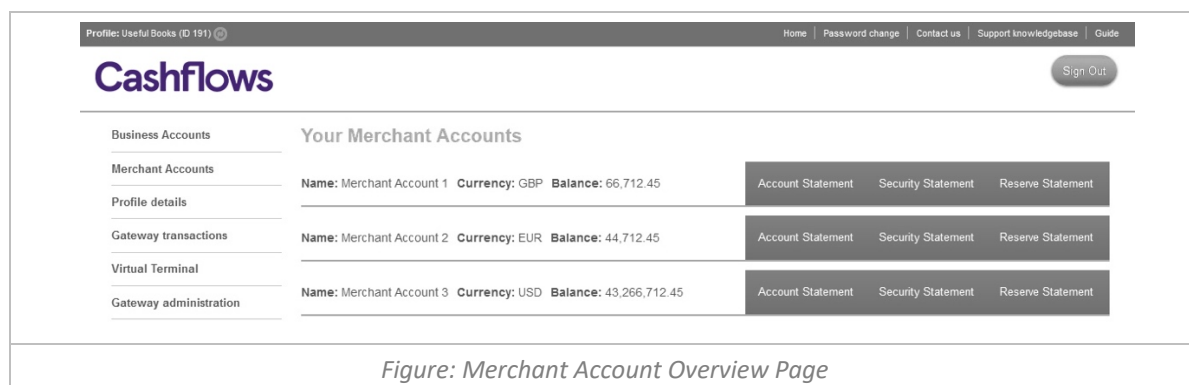 Profile: Useful Books (ID 191)
Home | Password change | Contact us | Support knowledgebase | Guide
Cashflows
Sign Out
Business Accounts
Merchant Accounts
Profile details
Gateway transactions
Virtual Terminal
Gateway administration
Your Merchant Accounts
Name: Merchant Account 1 Currency: GBP Balance: 66,712.45 Account Statement Security Statement Reserve Statement
Name: Merchant Account 2 Currency: EUR Balance: 44,712.45 Account Statement Security Statement Reserve Statement
Name: Merchant Account 3 Currency: USD Balance: 43,266,712.45 Account Statement Security Statement Reserve Statement
Figure: Merchant Account Overview Page